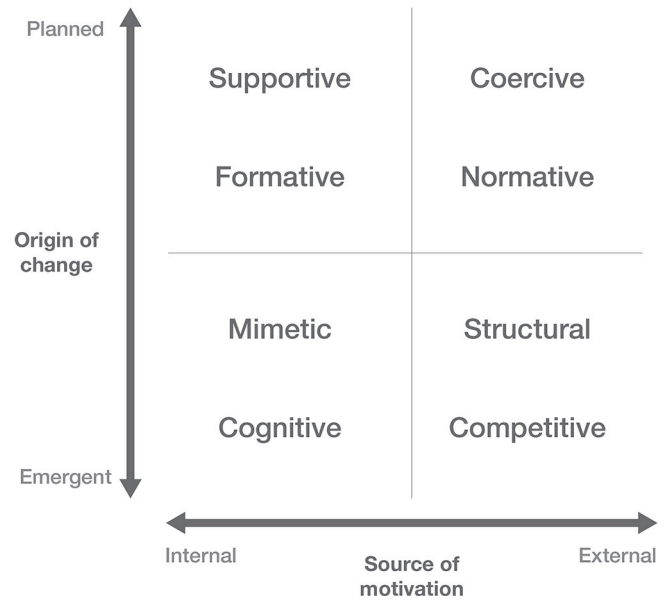 Planned
Supportive
Coercive
Formative
Normative
Origin of
change
Mimetic
Structural
Cognitive
Competitive
Emergent
Internal
External
Source of
motivation